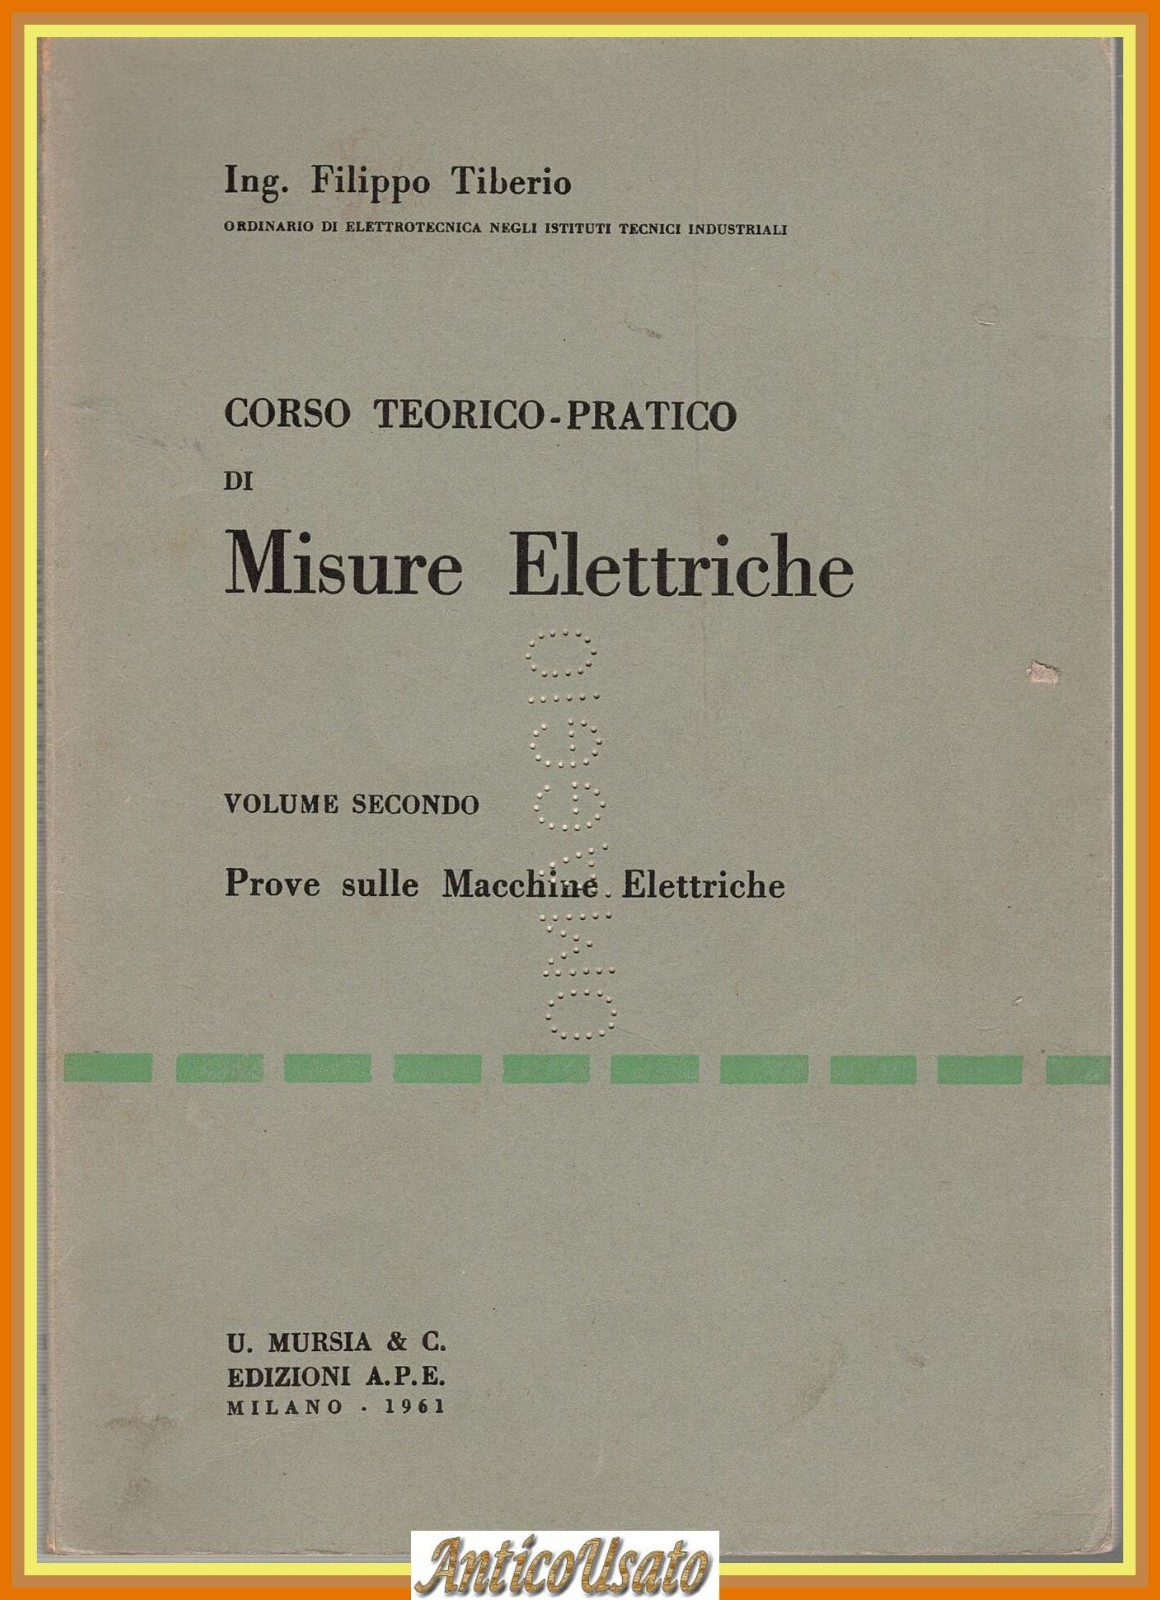 Ing. Filippo Tiberio
ORDINARIO DI ELETTROTECNICA NEGLI ISTITUTI TECNICI INDUSTRIALI
CORSO TEORICO-PRATICO
DI
Misure Elettriche
OMAGGIO
VOLUME SECONDO
Prove sulle Macchine Elettriche
U. MURSIA & C.
EDIZIONI A.P.E.
MILANO - 1961
AnticoUsato